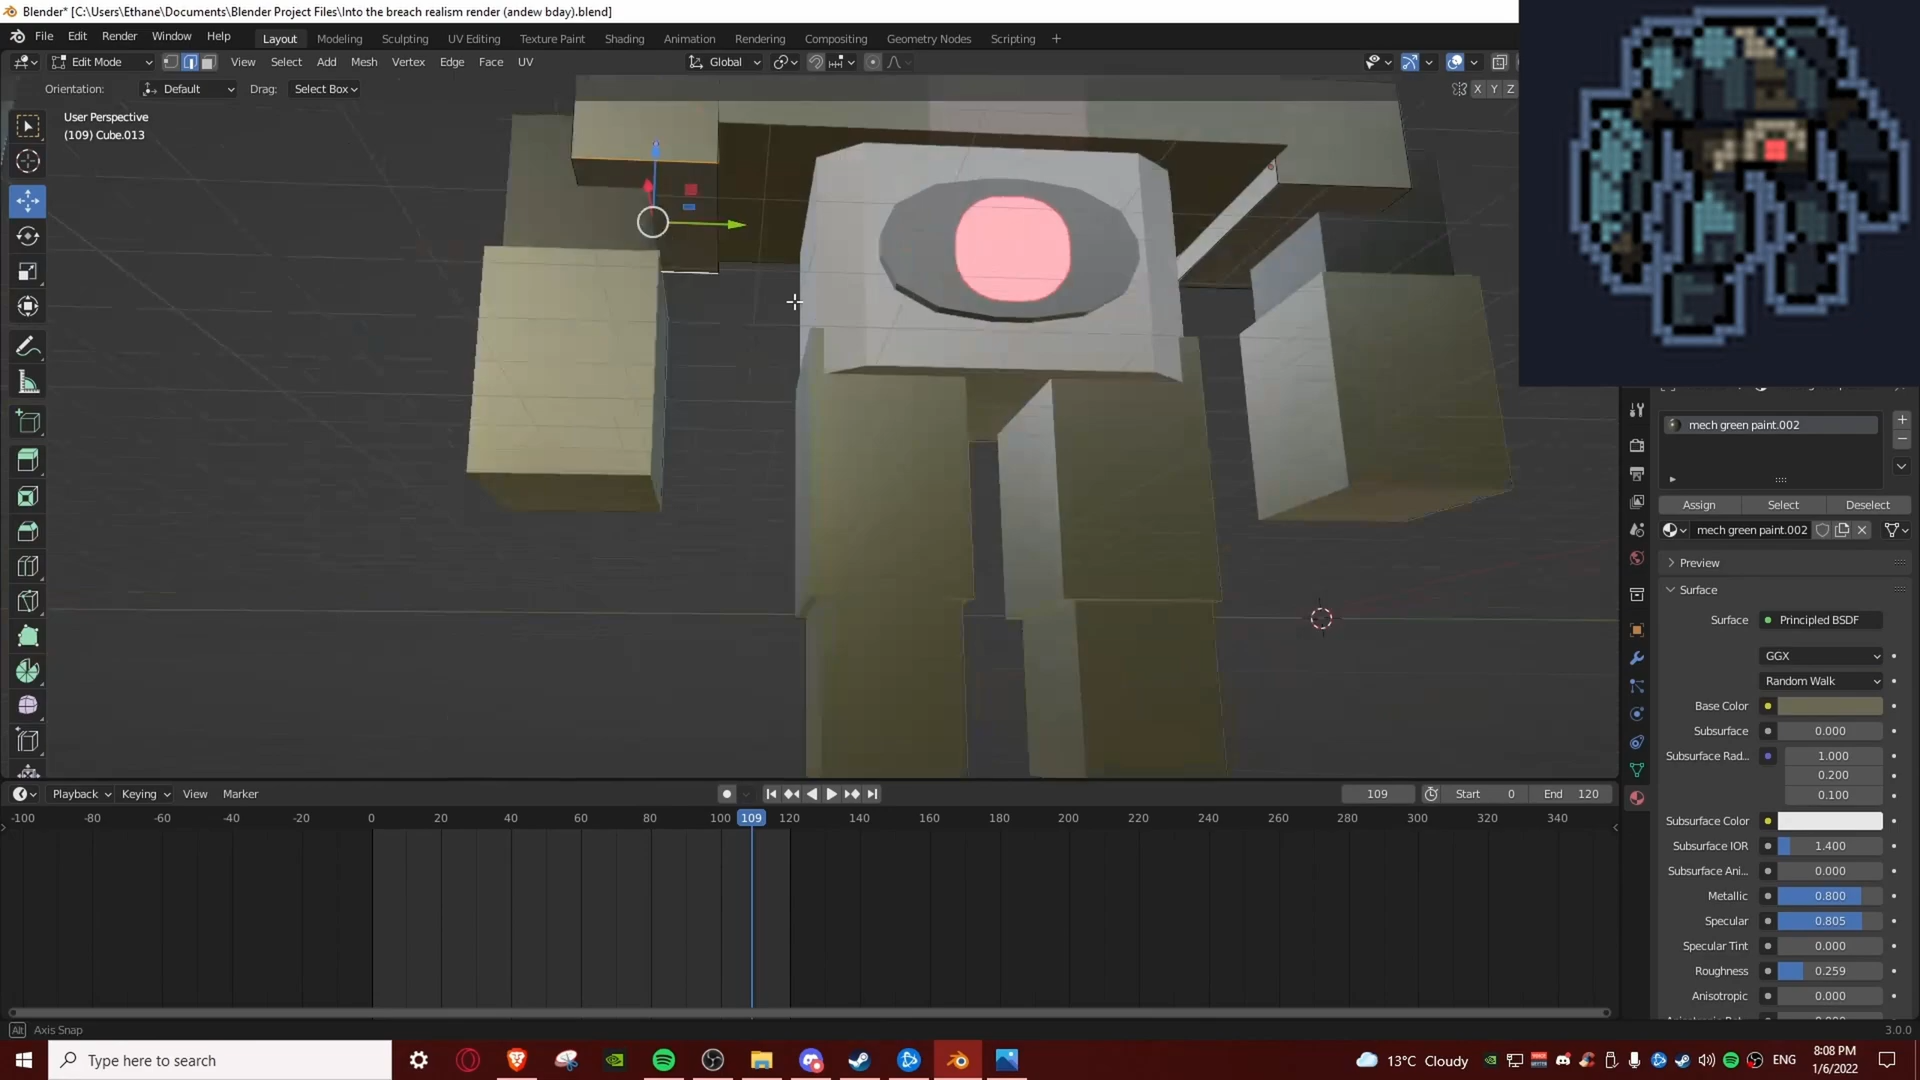 Blender* [C:\Users\Ethane\Documents\Blender Project Files\Into the breach realism render (andew bday).blend]
File Edit Render Window Help
Layout Modeling Sculpting UV Editing Texture Paint Shading Animation Rendering Compositing Geometry Nodes Scripting +
Edit Mode View Select Add Mesh Vertex Edge Face UV Global
Orientation: Default Drag: Select Box X Y Z
User Perspective
(109) Cube.013
mech green paint.002
Assign Select Deselect
mech green paint.002
Preview
Surface
Surface Principled BSDF
GGX
Random Walk
Base Color
Subsurface 0.000
Subsurface Rad... 1.000
0.200
0.100
Subsurface Color
Subsurface IOR 1.400
Subsurface Ani... 0.000
Metallic 0.800
Specular 0.805
Specular Tint 0.000
Roughness 0.259
Anisotropic 0.000
Playback Keying View Marker 109 Start 0 End 120
-100 -80 -60 -40 -20 0 20 40 60 80 100 109 120 140 160 180 200 220 240 260 280 300 320 340
Alt Axis Snap 3.0.0
Type here to search 13°C Cloudy ENG 8:08 PM
1/6/2022